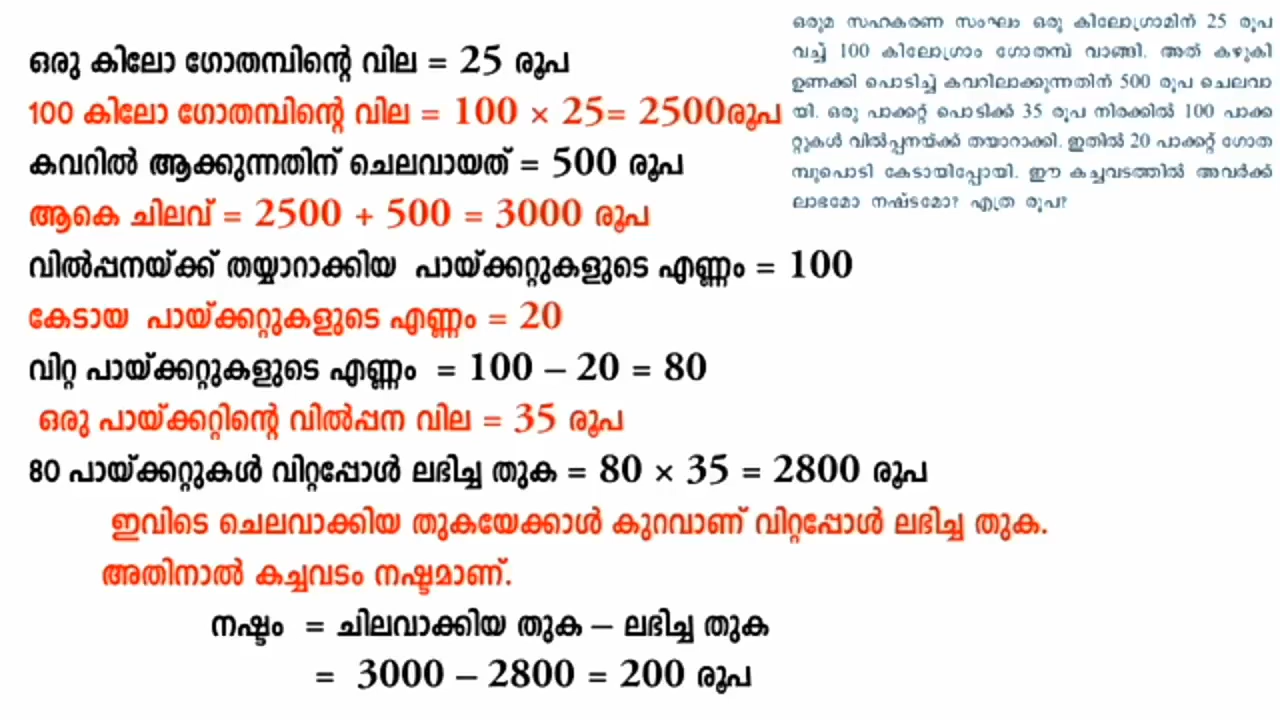 ഒരുമ സഹകരണ സംഘം ഒരു കിലോഗ്രാമിന് 25 രൂപ
വച്ച് 100 കിലോഗ്രാം ഗോതമ്പ് വാങ്ങി. അത് കഴുകി
ഉണക്കി പൊടിച്ച് കവറിലാക്കുന്നതിന് 500 രൂപ ചെലവാ
യി. ഒരു പാക്കറ്റ് പൊടിക്ക് 35 രൂപ നിരക്കിൽ 100 പാക്ക
റ്റുകൾ വിൽപ്പനയ്ക്ക് തയാറാക്കി. ഇതിൽ 20 പാക്കറ്റ് ഗോത
മ്പുപൊടി കേടായിപ്പോയി. ഈ കച്ചവടത്തിൽ അവർക്ക്
ലാഭമോ നഷ്ടമോ? എത്ര രൂപ?
ഒരു കിലോ ഗോതമ്പിന്റെ വില = 25 രൂപ
100 കിലോ ഗോതമ്പിന്റെ വില = 100 × 25= 2500രൂപ
കവറിൽ ആക്കുന്നതിന് ചെലവായത് = 500 രൂപ
ആകെ ചിലവ് = 2500 + 500 = 3000 രൂപ
വിൽപ്പനയ്ക്ക് തയ്യാറാക്കിയ പായ്ക്കറ്റുകളുടെ എണ്ണം = 100
കേടായ പായ്ക്കറ്റുകളുടെ എണ്ണം = 20
വിറ്റ പായ്ക്കറ്റുകളുടെ എണ്ണം = 100 – 20 = 80
ഒരു പായ്ക്കറ്റിന്റെ വിൽപ്പന വില = 35 രൂപ
80 പായ്ക്കറ്റുകൾ വിറ്റപ്പോൾ ലഭിച്ച തുക = 80 × 35 = 2800 രൂപ
ഇവിടെ ചെലവാക്കിയ തുകയേക്കാൾ കുറവാണ് വിറ്റപ്പോൾ ലഭിച്ച തുക.
അതിനാൽ കച്ചവടം നഷ്ടമാണ്.
നഷ്ടം = ചിലവാക്കിയ തുക – ലഭിച്ച തുക
= 3000 – 2800 = 200 രൂപ